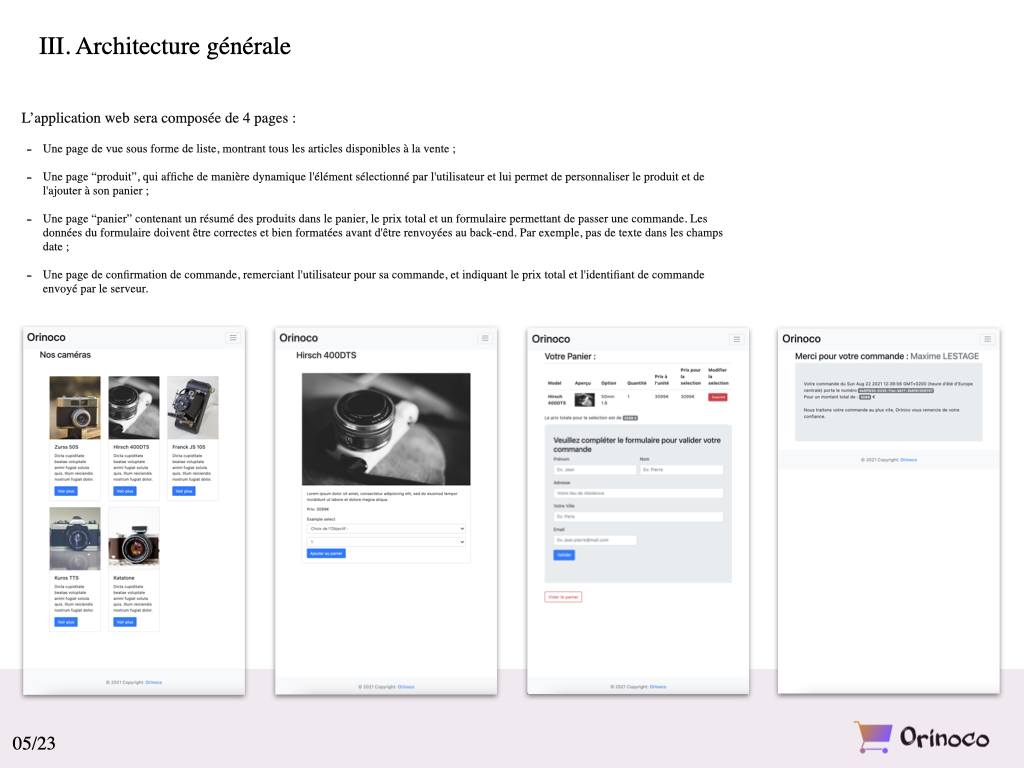 III. Architecture générale
L’application web sera composée de 4 pages :
- Une page de vue sous forme de liste, montrant tous les articles disponibles à la vente ;
- Une page “produit”, qui affiche de manière dynamique l'élément sélectionné par l'utilisateur et lui permet de personnaliser le produit et de
l'ajouter à son panier ;
- Une page “panier” contenant un résumé des produits dans le panier, le prix total et un formulaire permettant de passer une commande. Les
données du formulaire doivent être correctes et bien formatées avant d'être renvoyées au back-end. Par exemple, pas de texte dans les champs
date ;
- Une page de confirmation de commande, remerciant l'utilisateur pour sa commande, et indiquant le prix total et l'identifiant de commande
envoyé par le serveur.
Orinoco
Nos caméras
Zurss 50S
Dicta cupiditate
beatae voluptate
animi fugiat soluta
quis. Illum reiciendis
nostrum fugiat dolor.
Voir plus
Hirsch 400DTS
Dicta cupiditate
beatae voluptate
animi fugiat soluta
quis. Illum reiciendis
nostrum fugiat dolor.
Voir plus
Franck JS 105
Dicta cupiditate
beatae voluptate
animi fugiat soluta
quis. Illum reiciendis
nostrum fugiat dolor.
Voir plus
Kuros TTS
Dicta cupiditate
beatae voluptate
animi fugiat soluta
quis. Illum reiciendis
nostrum fugiat dolor.
Voir plus
Katatone
Dicta cupiditate
beatae voluptate
animi fugiat soluta
quis. Illum reiciendis
nostrum fugiat dolor.
Voir plus
© 2021 Copyright: Orinoco
Orinoco
Hirsch 400DTS
Lorem ipsum dolor sit amet, consectetur adipiscing elit, sed do eiusmod tempor
incididunt ut labore et dolore magna aliqua.
Prix: 3099€
Example select
Choix de l'Objectif :
1
Ajouter au panier
© 2021 Copyright: Orinoco
Orinoco
Votre Panier :
Model Aperçu Option Quantité Prix à l'unité Prix pour la selection Modifier la selection
Hirsch 400DTS 50mm 1.8 1 3099€ 3099€
Le prix totale pour la selection est de €
Veuillez compléter le formulaire pour valider votre
commande
Prénom Nom
Ex: Jean Ex: Pierre
Adresse
Votre lieu de résidence
Votre Ville
Ex: Paris
Email
Ex: jean.pierre@mail.com
Valider
Vider le panier
© 2021 Copyright: Orinoco
Orinoco
Merci pour votre commande : Maxime LESTAGE
Votre commande du Sun Aug 22 2021 12:39:56 GMT+0200 (heure d'été d'Europe
centrale) porte le numéro
Pour un montant total de : €
Nous traitons votre commande au plus vite, Orinoco vous remercie de votre
confiance.
© 2021 Copyright: Orinoco
05/23
Orinoco